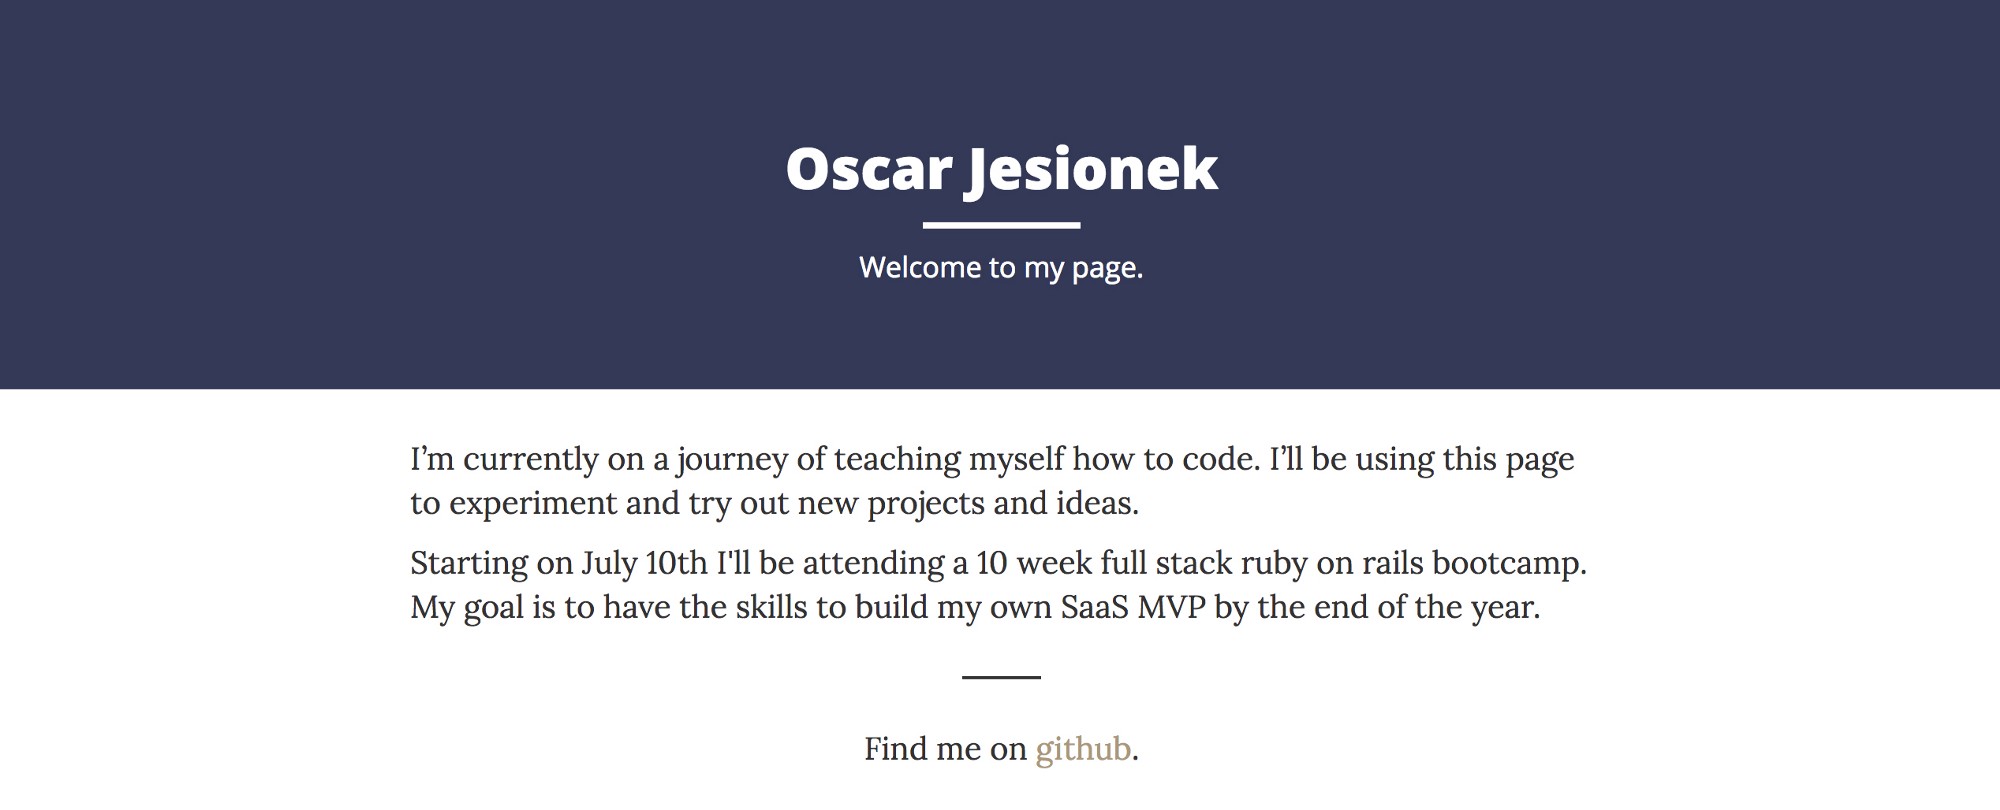 Oscar Jesionek
Welcome to my page.
I’m currently on a journey of teaching myself how to code. I’ll be using this page
to experiment and try out new projects and ideas.
Starting on July 10th I'll be attending a 10 week full stack ruby on rails bootcamp.
My goal is to have the skills to build my own SaaS MVP by the end of the year.
Find me on github.